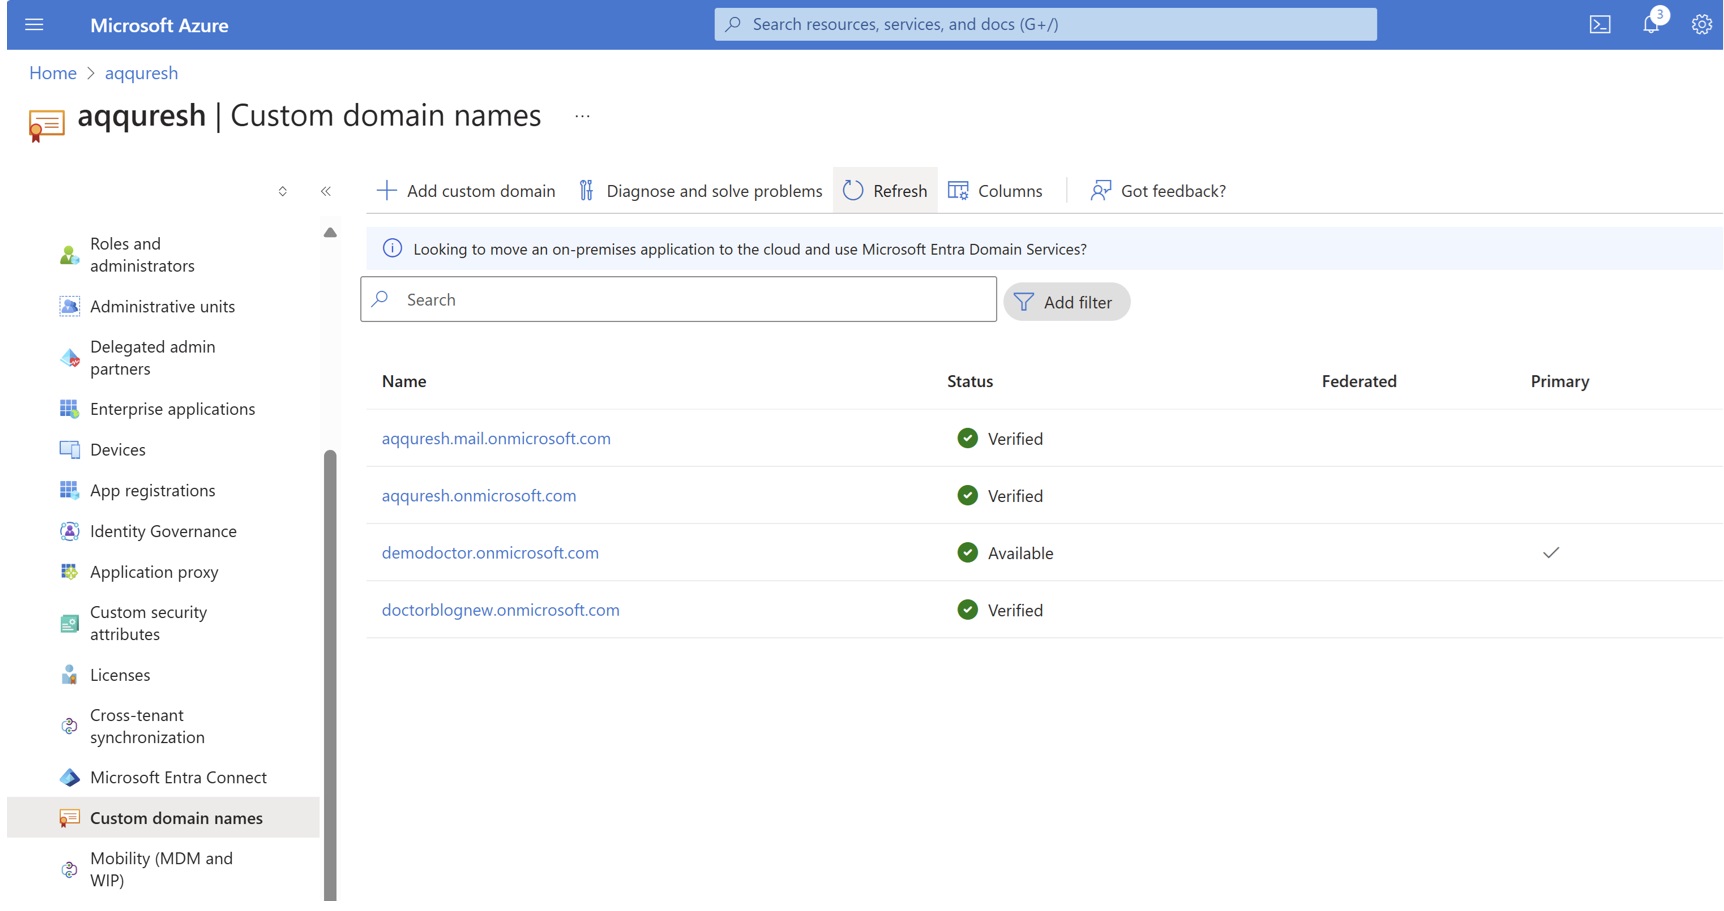 Microsoft Azure
Search resources, services, and docs (G+/)
3
Home > aqquresh
aqquresh | Custom domain names ...
Add custom domain
Diagnose and solve problems
Refresh
Columns
Got feedback?
Roles and
administrators
Administrative units
Delegated admin
partners
Enterprise applications
Devices
App registrations
Identity Governance
Application proxy
Custom security
attributes
Licenses
Cross-tenant
synchronization
Microsoft Entra Connect
Custom domain names
Mobility (MDM and
WIP)
Looking to move an on-premises application to the cloud and use Microsoft Entra Domain Services?
Search
Add filter
Name Status Federated Primary
aqquresh.mail.onmicrosoft.com Verified
aqquresh.onmicrosoft.com Verified
demodoctor.onmicrosoft.com Available
doctorblognew.onmicrosoft.com Verified